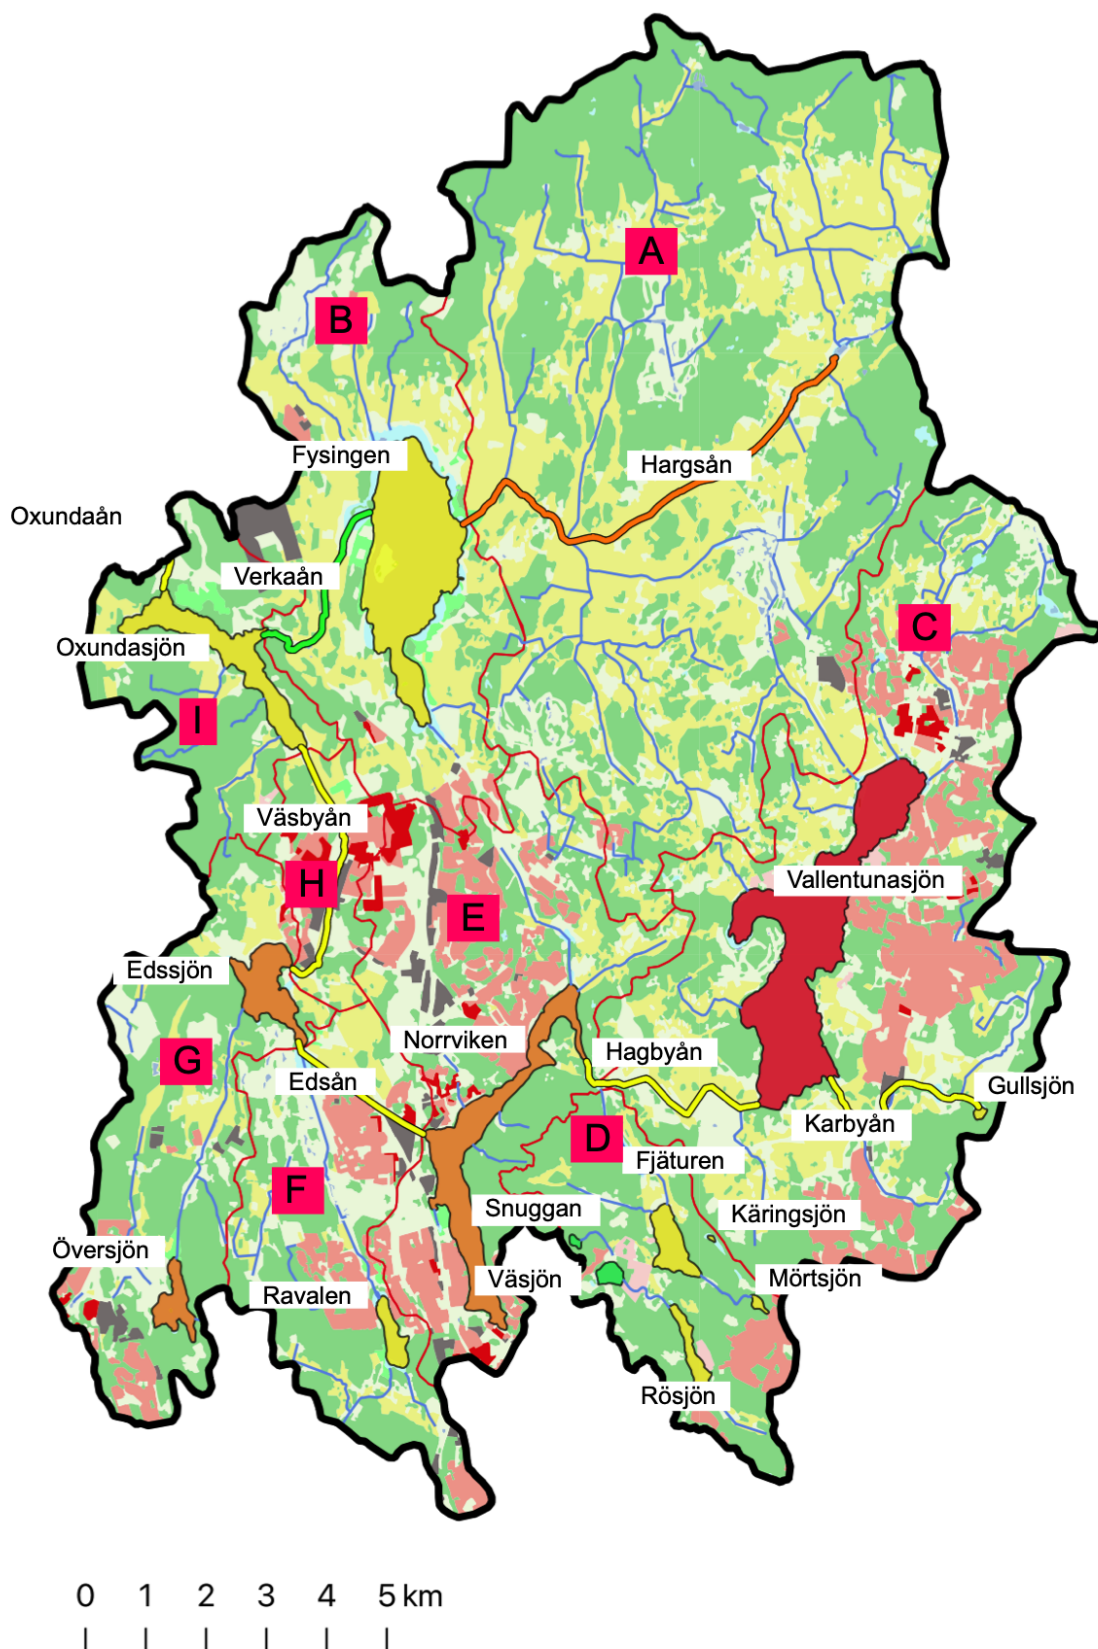 A
B
Fysingen
Hargsån
Oxundaån
Verkaån
C
Oxundasjön
I
Väsbyån
Vallentunasjön
H
E
Edssjön
Norrviken
Hagbyån
G
Edsån
Gullsjön
Karbyån
D
Fjäturen
F
Snuggan
Käringsjön
Översjön
Väsjön
Mörtsjön
Ravalen
Rösjön
0 1 2 3 4 5 km